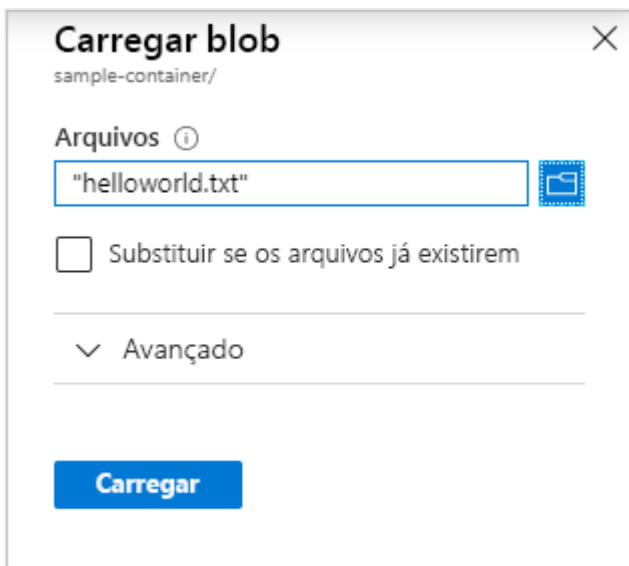 Carregar blob
sample-container/
Arquivos
"helloworld.txt"
Substituir se os arquivos já existirem
Avançado
Carregar